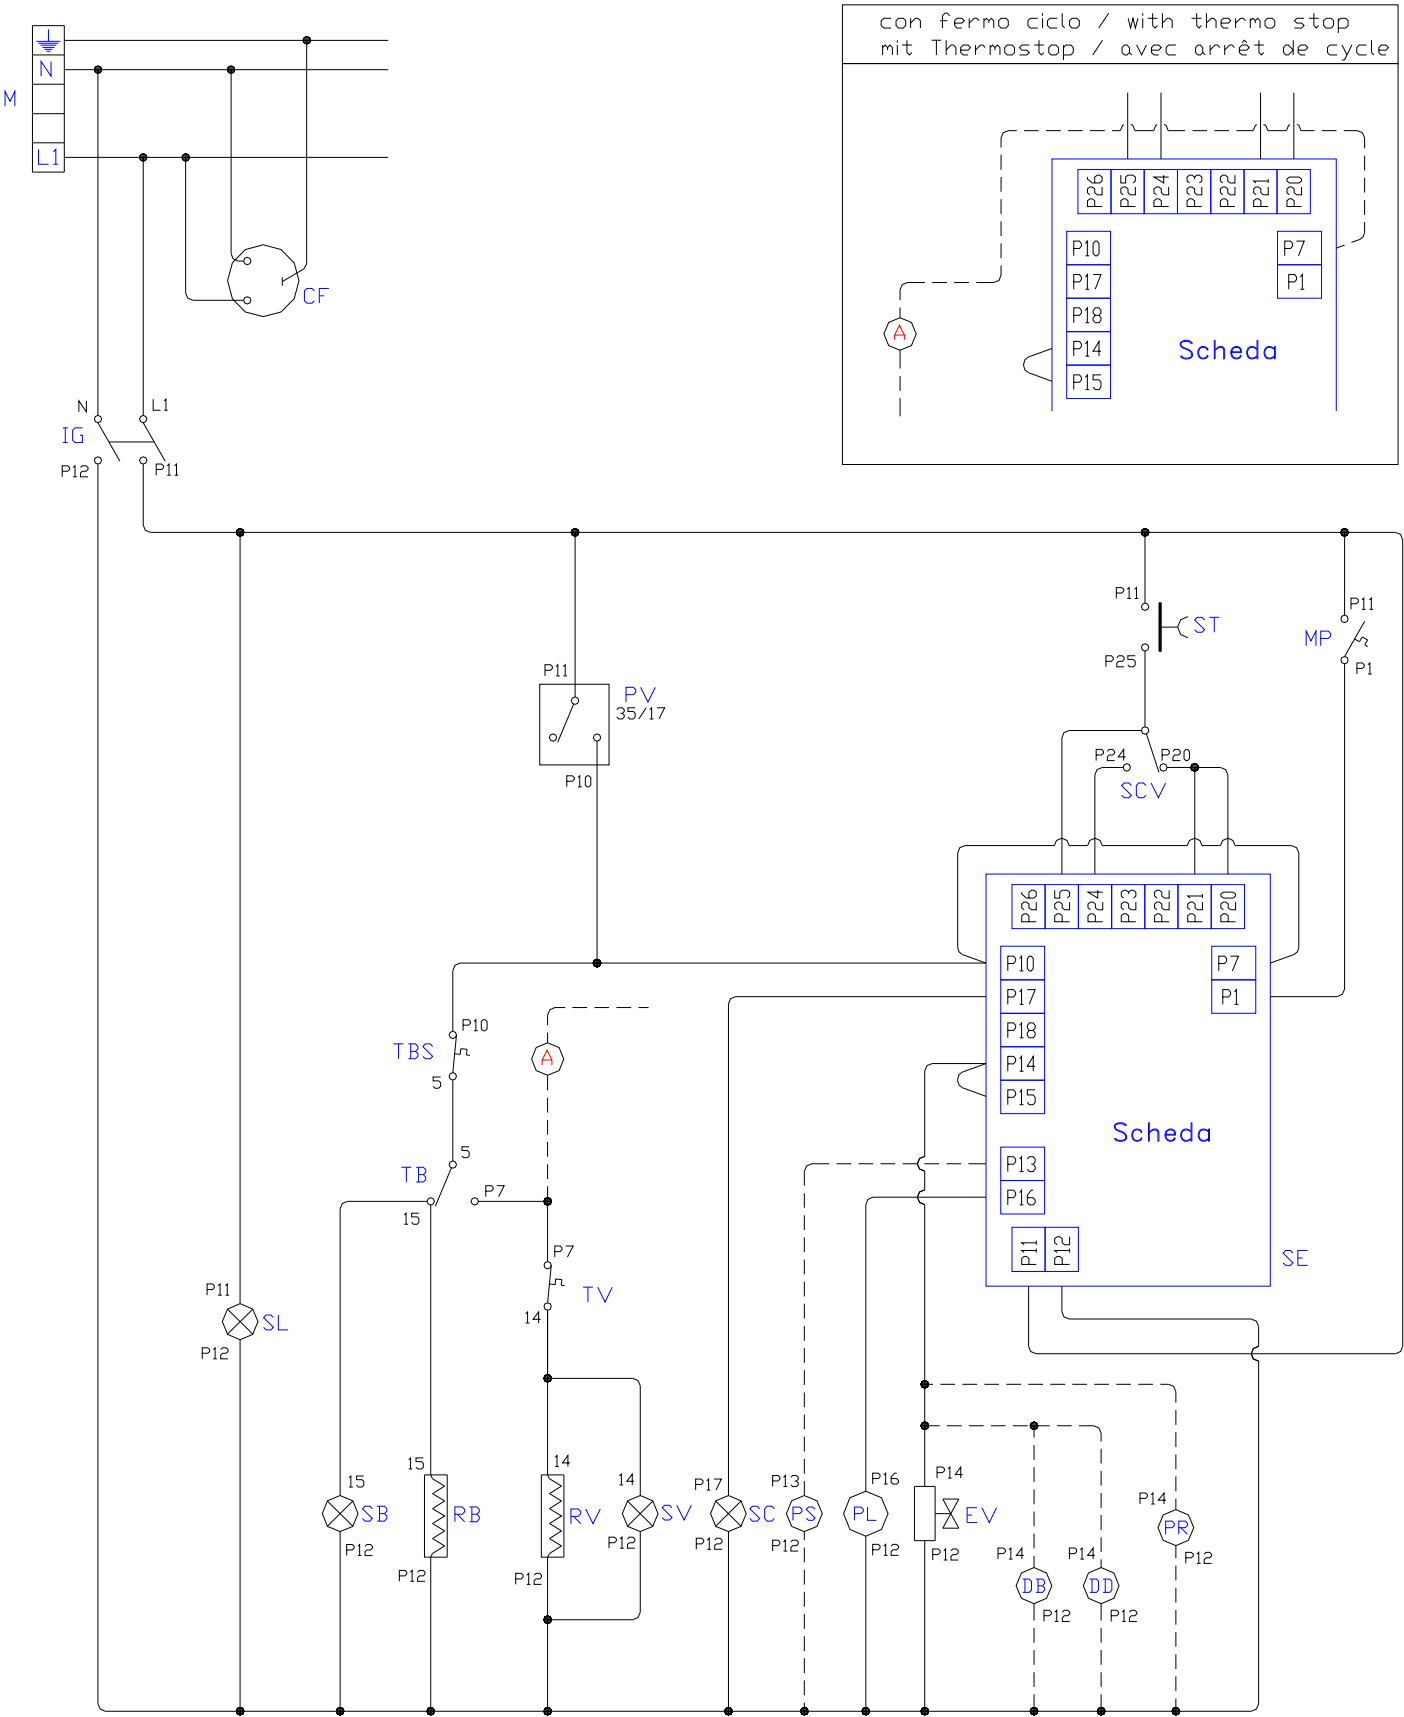 con fermo ciclo / with thermo stop
mit Thermostop / avec arrêt de cycle
N
M
L1
P26 P25 P24 P23 P22 P21 P20
P10
P7
P17
P1
P18
P14
P15
Scheda
A
CF
N
L1
IG
P12
P11
P11
ST
P25
P11
MP
P1
P11
PV
35/17
P10
P24
P20
SCV
P26 P25 P24 P23 P22 P21 P20
P10
P7
P17
P1
P18
P14
P15
Scheda
P13
P16
P11 P12
SE
P10
TBS
5
A
5
TB
P7
15
P7
TV
14
P11
SL
P12
15
SB
P12
15
RB
P12
14
RV
P12
14
SV
P12
P17
SC
P12
P13
PS
P12
P16
PL
P12
P14
EV
P12
P14
DB
P12
P14
DD
P12
P14
PR
P12